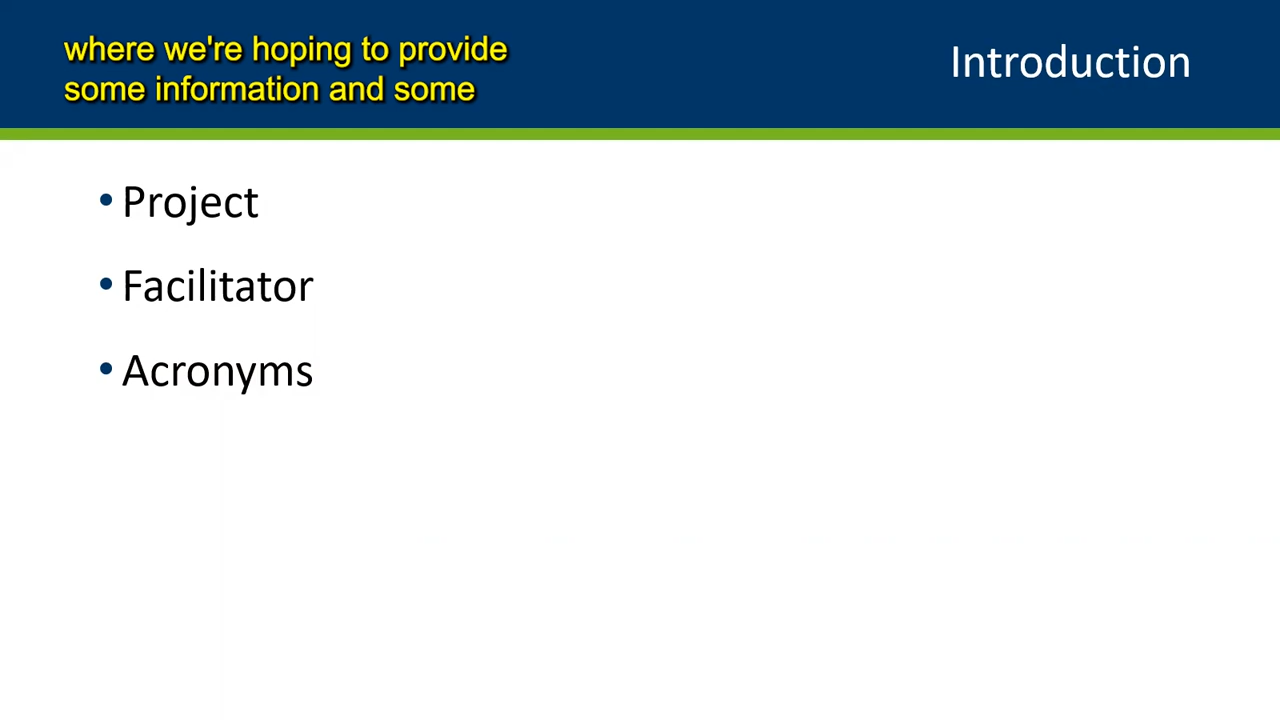 where we're hoping to provide
some information and some
Introduction
• Project
• Facilitator
• Acronyms